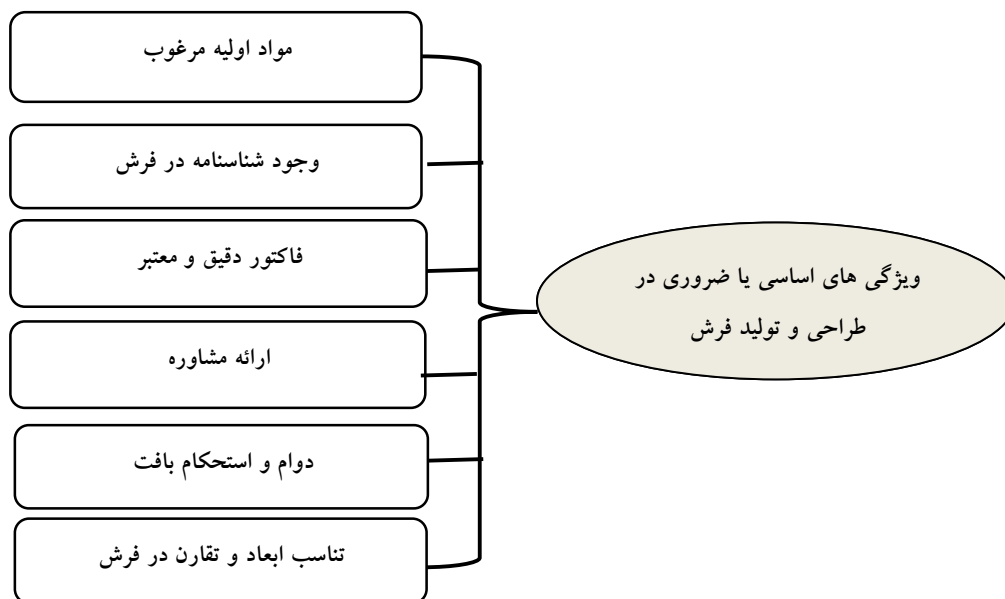 ویژگی های اساسی یا ضروری در
طراحی و تولید فرش
مواد اولیه مرغوب
وجود شناسنامه در فرش
فاکتور دقیق و معتبر
ارائه مشاوره
دوام و استحکام بافت
تناسب ابعاد و تقارن در فرش